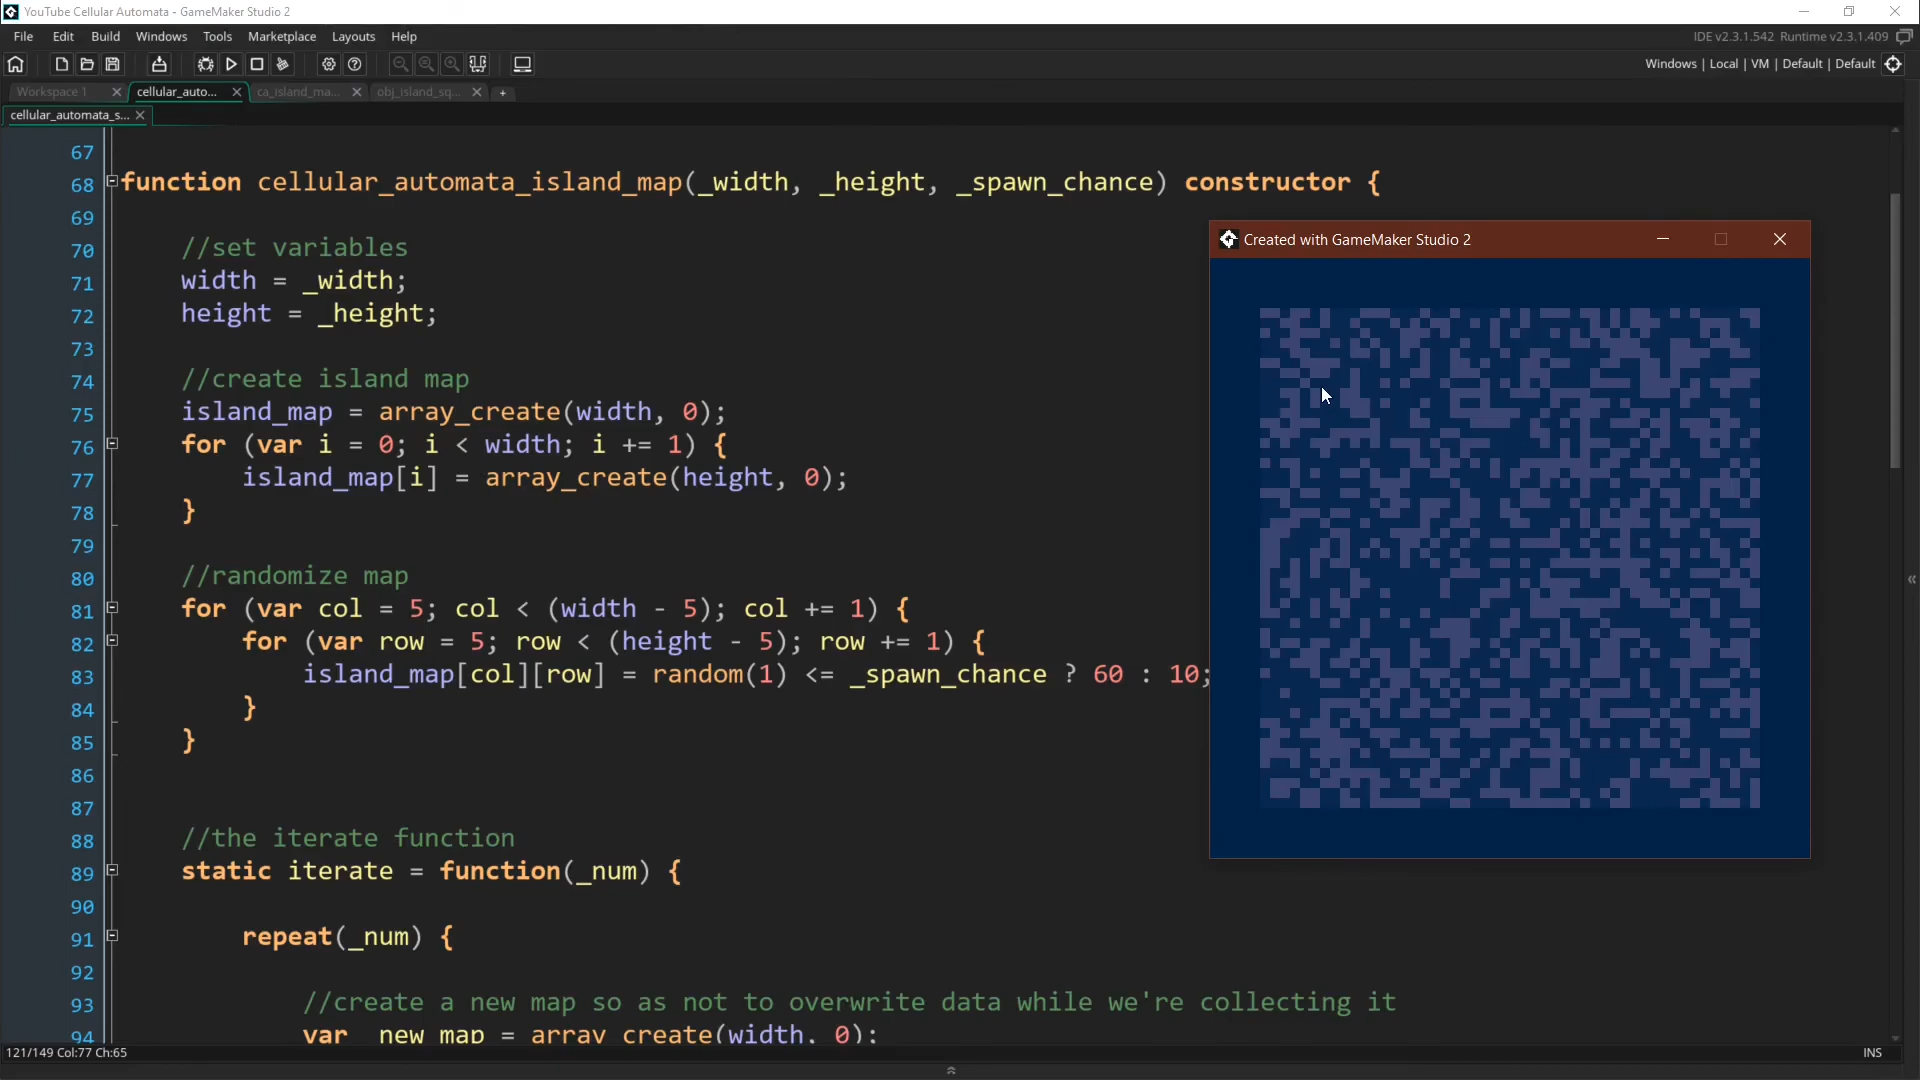 YouTube Cellular Automata - GameMaker Studio 2
File Edit Build Windows Tools Marketplace Layouts Help
IDE v2.3.1.542 Runtime v2.3.1.409
Windows | Local | VM | Default | Default
Workspace 1
cellular_auto...
ca_island_ma...
obj_island_sq...
cellular_automata_s...
67
68 function cellular_automata_island_map(_width, _height, _spawn_chance) constructor {
69
70 //set variables
71 width = _width;
72 height = _height;
73
74 //create island map
75 island_map = array_create(width, 0);
76 for (var i = 0; i < width; i += 1) {
77 island_map[i] = array_create(height, 0);
78 }
79
80 //randomize map
81 for (var col = 5; col < (width - 5); col += 1) {
82 for (var row = 5; row < (height - 5); row += 1) {
83 island_map[col][row] = random(1) <= _spawn_chance ? 60 : 10;
84 }
85 }
86
87
88 //the iterate function
89 static iterate = function(_num) {
90
91 repeat(_num) {
92
93 //create a new map so as not to overwrite data while we're collecting it
94 var _new_map = array_create(width, 0);
Created with GameMaker Studio 2
121/149 Col:77 Ch:65
INS